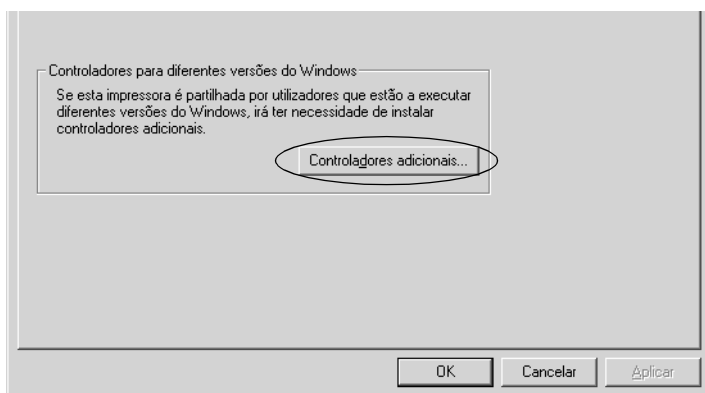 Controladores para diferentes versões do Windows
Se esta impressora é partilhada por utilizadores que estão a executar
diferentes versões do Windows, irá ter necessidade de instalar
controladores adicionais.
Controladores adicionais...
OK Cancelar Aplicar